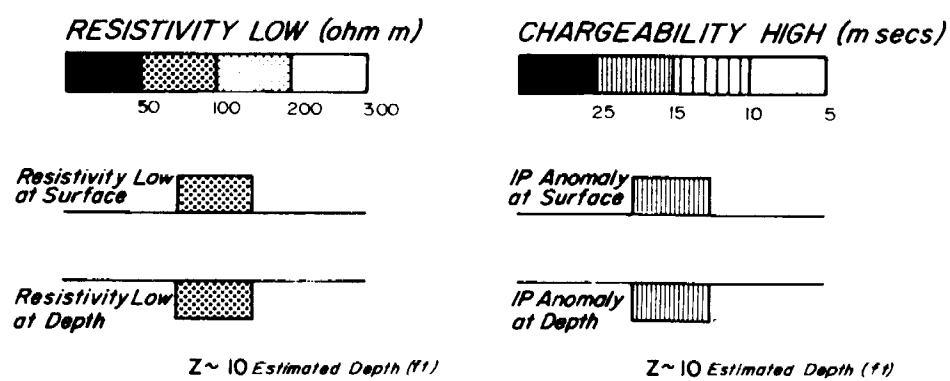 RESISTIVITY LOW (ohm m)
50 100 200 300
Resistivity Low
at Surface
Resistivity Low
at Depth
Z~ 10 Estimated Depth (ft)
CHARGEABILITY HIGH (m secs)
25 15 10 5
IP Anomaly
at Surface
IP Anomaly
at Depth
Z~ 10 Estimated Depth (ft)